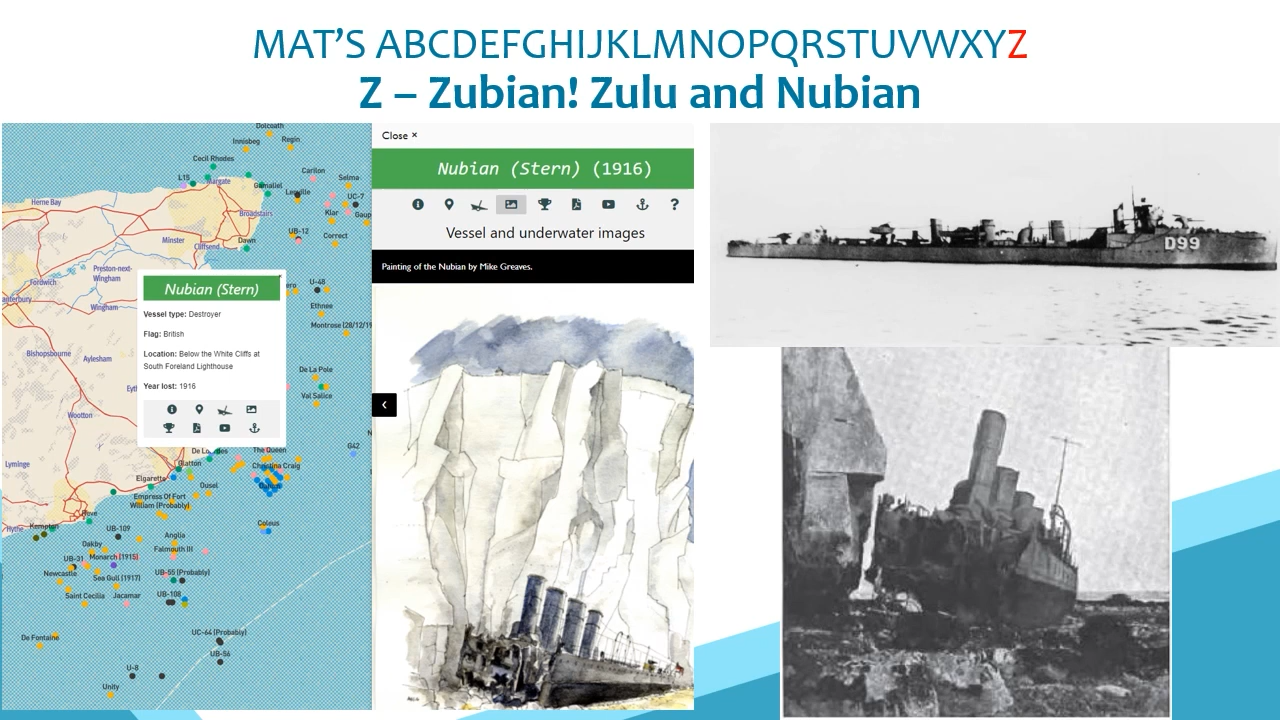 MAT’S ABCDEFGHIJKLMNOPQRSTUVWXYZ
Z – Zubian! Zulu and Nubian
Dolcoath
Innisbeg
Regin
Cecil Rhodes
Carilon
L15
Margate
Gamaliel
Selma
UC-7
Herne Bay
Klar
Broadstairs
UB-12
Correct
Minster
Cliffsend
Dawn
Preston-next-
Wingham
Fordwich
U-48
Wingham
Ethnee
Bishopsbourne
Aylesham
De La Pole
Val Salice
Wootton
G42
Lyminge
The Queen
Christina Craig
Elgarette
Ousel
Empress Of Fort
William (Probably)
Hythe
Kempton
UB-109
Colous
Anglia
Oakby
Falmouth III
UB-31
Monarch (1915)
Newcastle
Sea Gull (1917)
UB-55 (Probably)
Saint Cecilia
Jacamar
UB-108
De Fontaine
UC-64 (Probably)
UB-56
U-8
Unity
Nubian (Stern)
Vessel type: Destroyer
Flag: British
Location: Below the White Cliffs at
South Foreland Lighthouse
Year lost: 1916
Close ×
Nubian (Stern) (1916)
Vessel and underwater images
Painting of the Nubian by Mike Greaves.
D99